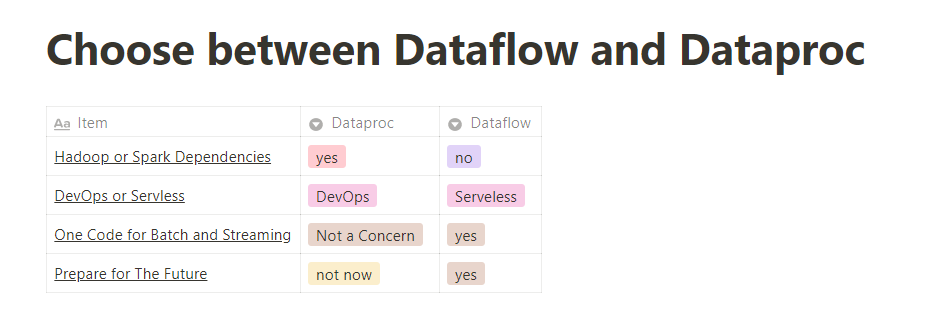 Choose between Dataflow and Dataproc
Aa Item Dataproc Dataflow
Hadoop or Spark Dependencies yes no
DevOps or Servless DevOps Serveless
One Code for Batch and Streaming Not a Concern yes
Prepare for The Future not now yes